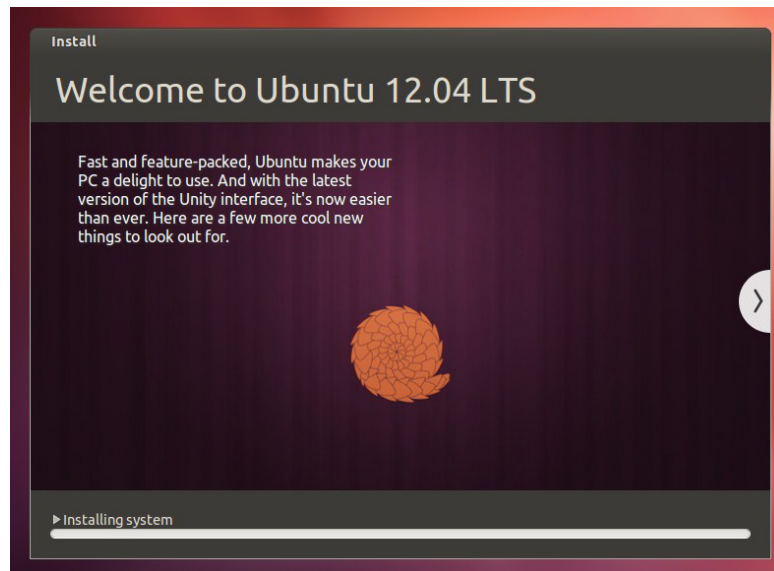 Install
Welcome to Ubuntu 12.04 LTS
Fast and feature-packed, Ubuntu makes your
PC a delight to use. And with the latest
version of the Unity interface, it's now easier
than ever. Here are a few more cool new
things to look out for.
Installing system